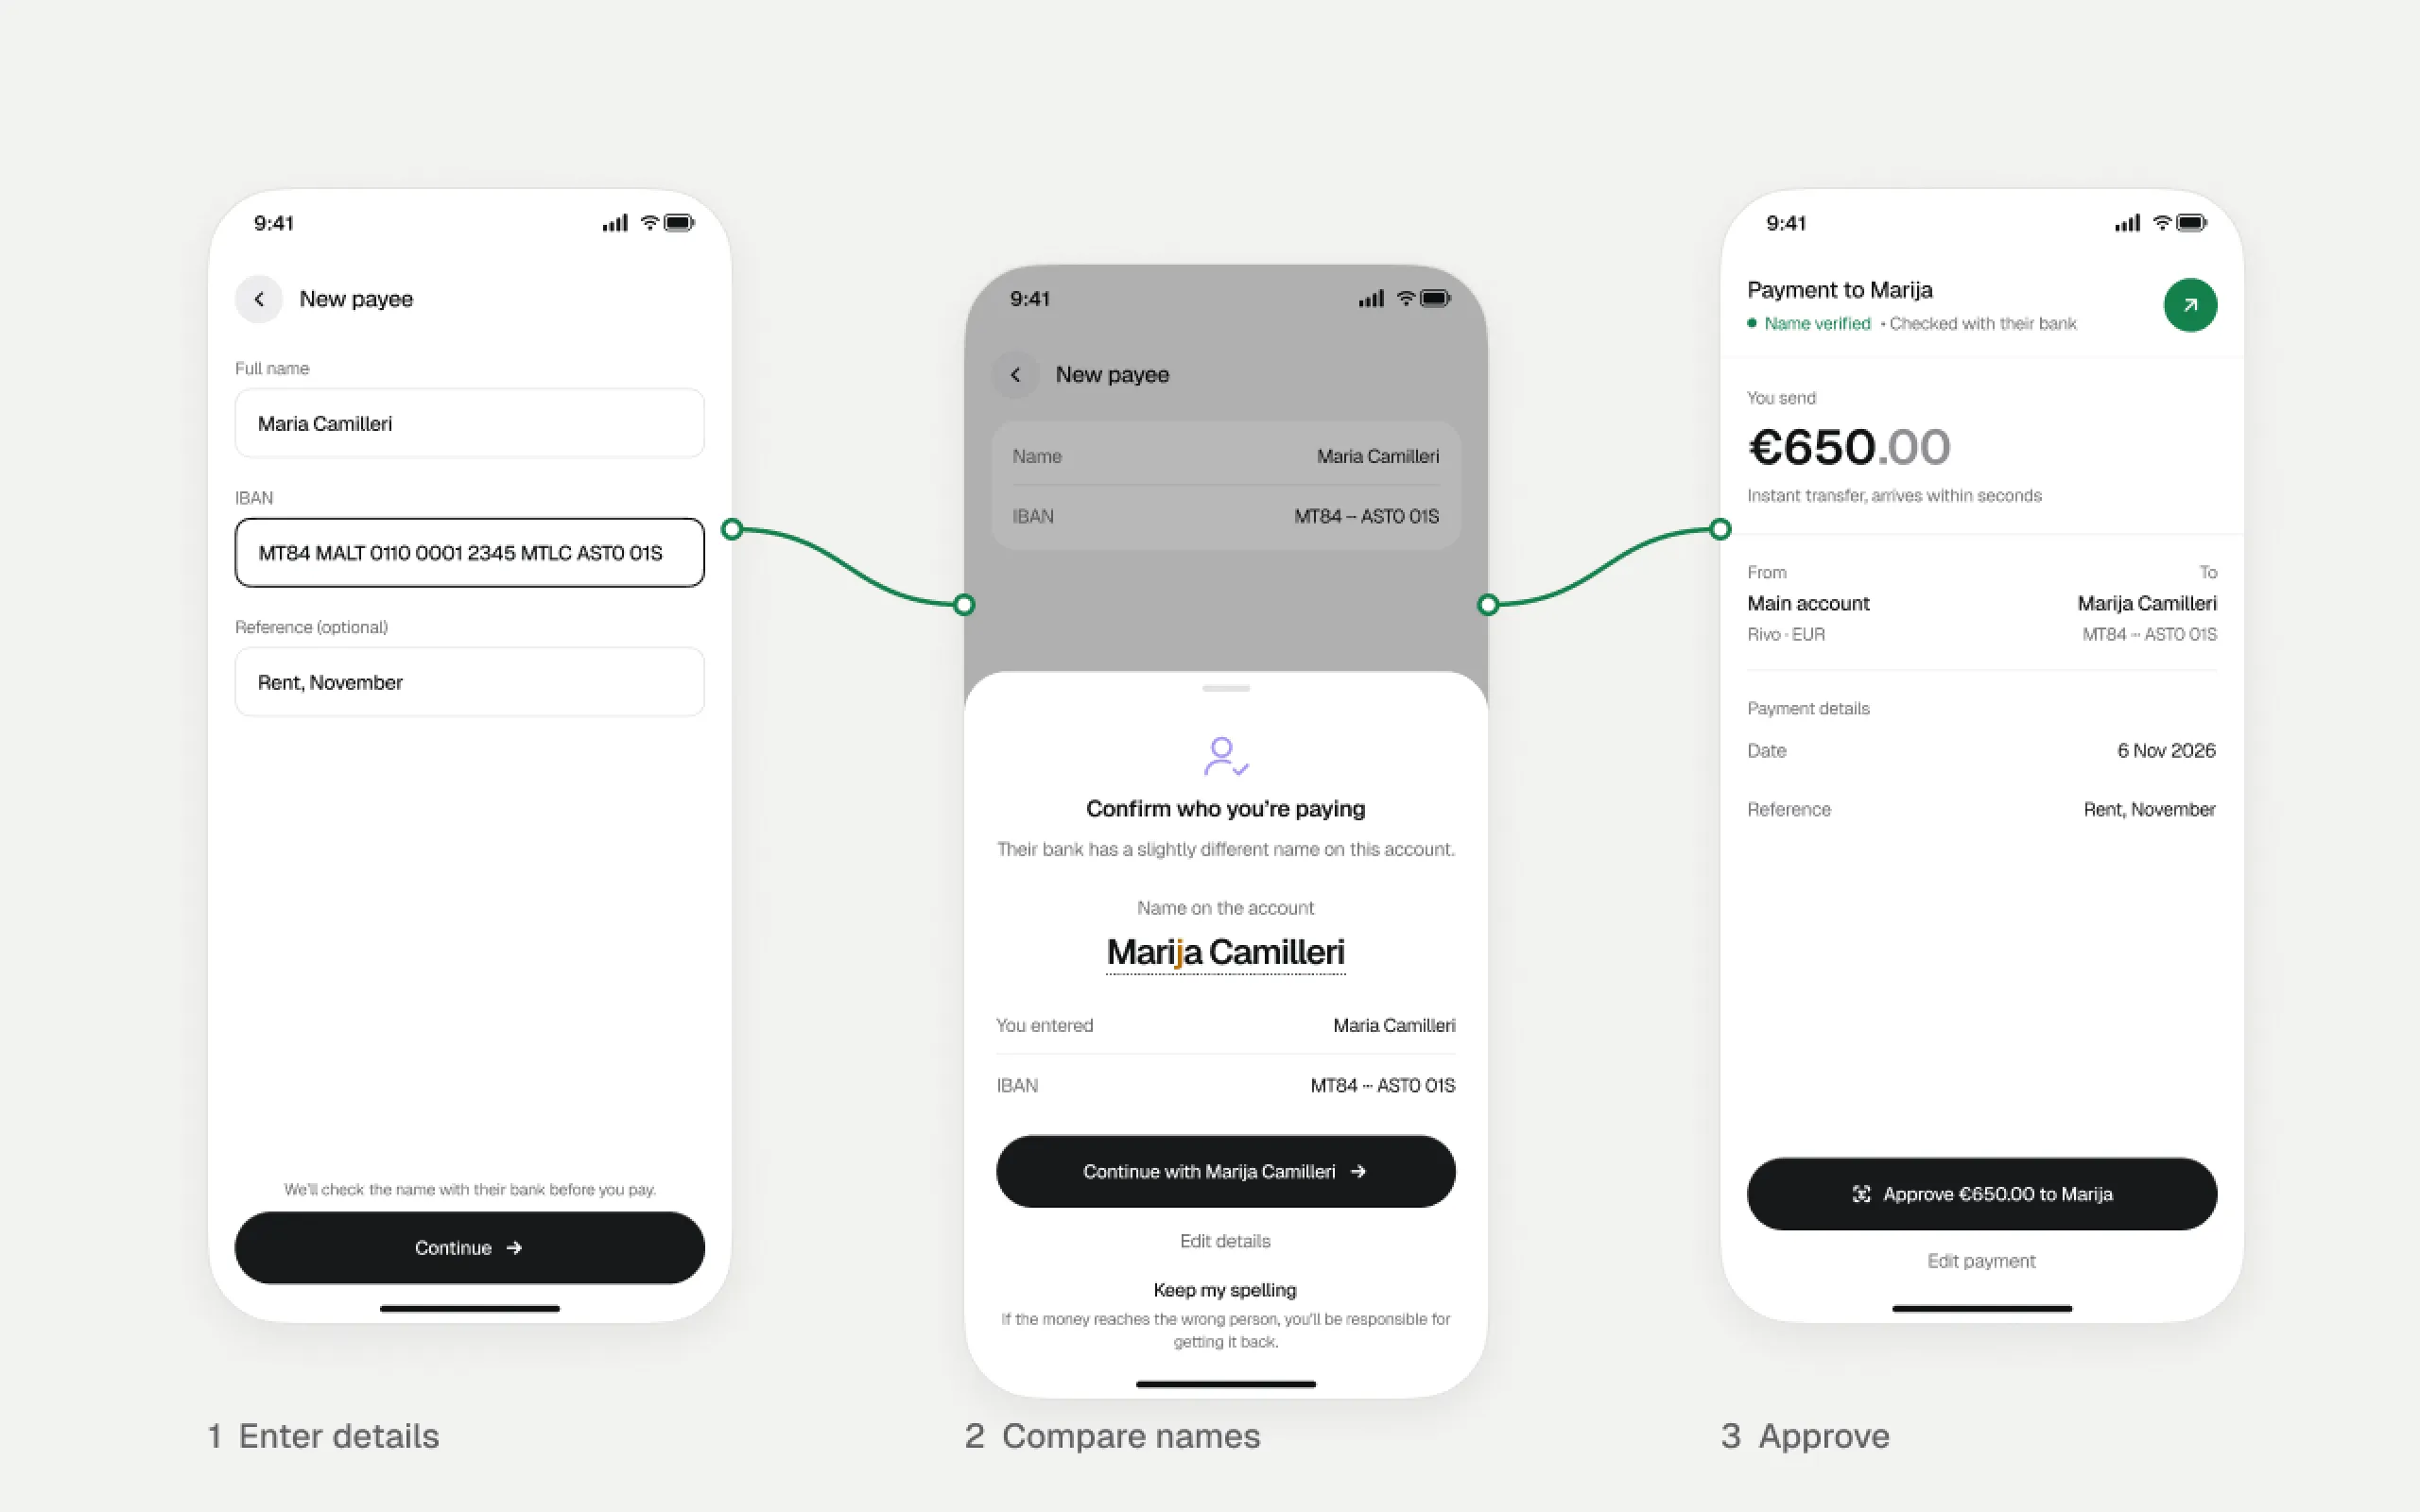 9:41
New payee
Full name
Maria Camilleri
IBAN
MT84 MALT 0110 0001 2345 MTLC AST0 01S
Reference (optional)
Rent, November
We'll check the name with their bank before you pay.
Continue →
1 Enter details
9:41
New payee
Name Maria Camilleri
IBAN MT84 ·· AST0 01S
Confirm who you're paying
Their bank has a slightly different name on this account.
Name on the account
Marija Camilleri
You entered Maria Camilleri
IBAN MT84 ·· AST0 01S
Continue with Marija Camilleri →
Edit details
Keep my spelling
If the money reaches the wrong person, you'll be responsible for
getting it back.
2 Compare names
9:41
Payment to Marija
Name verified • Checked with their bank
You send
€650.00
Instant transfer, arrives within seconds
From To
Main account Marija Camilleri
Rivo · EUR MT84 ·· AST0 01S
Payment details
Date 6 Nov 2026
Reference Rent, November
Approve €650.00 to Marija
Edit payment
3 Approve